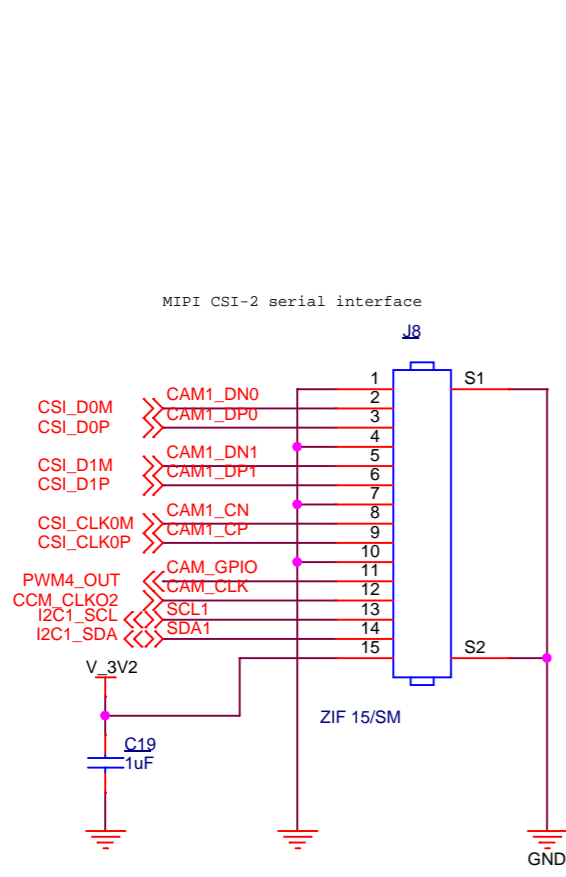 MIPI CSI-2 serial interface
J8
1 S1
CAM1_DN0 2
CSI_D0M
CAM1_DP0 3
CSI_D0P
4
CAM1_DN1 5
CSI_D1M
CAM1_DP1 6
CSI_D1P
7
CAM1_CN 8
CSI_CLK0M
CAM1_CP 9
CSI_CLK0P
10
CAM_GPIO 11
PWM4_OUT
CAM_CLK 12
CCM_CLKO2
SCL1 13
I2C1_SCL
SDA1 14
I2C1_SDA
15 S2
V_3V2
ZIF 15/SM
C19
1uF
GND